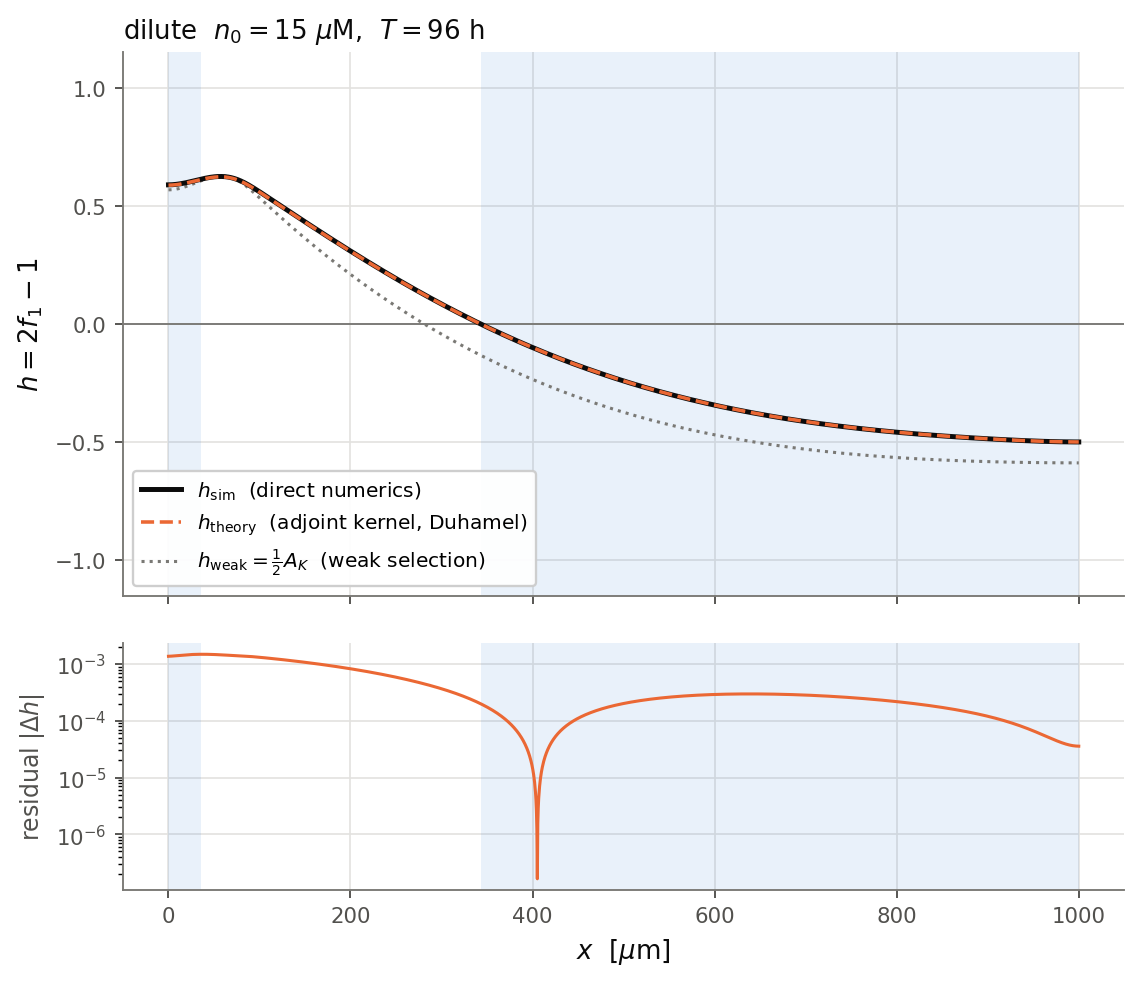 dilute n₀ = 15 μM, T = 96 h
h = 2f₁ − 1
1.0
0.5
0.0
−0.5
−1.0
h_sim (direct numerics)
h_theory (adjoint kernel, Duhamel)
h_weak = ½A_K (weak selection)
residual |Δh|
10⁻³
10⁻⁴
10⁻⁵
10⁻⁶
0 200 400 600 800 1000
x [μm]